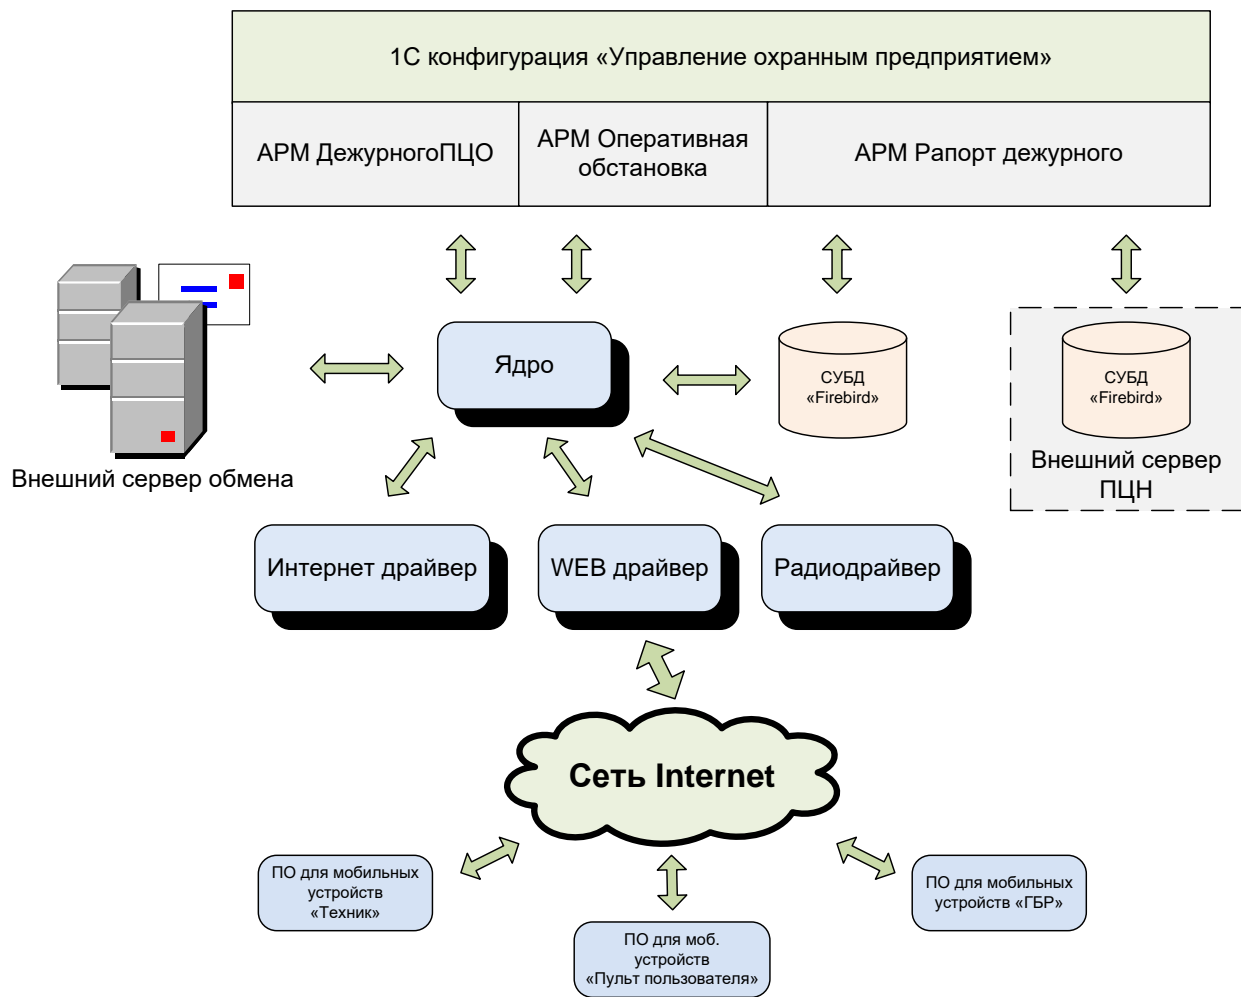 1С конфигурация «Управление охранным предприятием»
АРМ ДежурногоПЦО
АРМ Оперативная
обстановка
АРМ Рапорт дежурного
Ядро
СУБД
«Firebird»
СУБД
«Firebird»
Внешний сервер
ПЦН
Внешний сервер обмена
Интернет драйвер
WEB драйвер
Радиодрайвер
Сеть Internet
ПО для мобильных
устройств
«Техник»
ПО для моб.
устройств
«Пульт пользователя»
ПО для мобильных
устройств «ГБР»